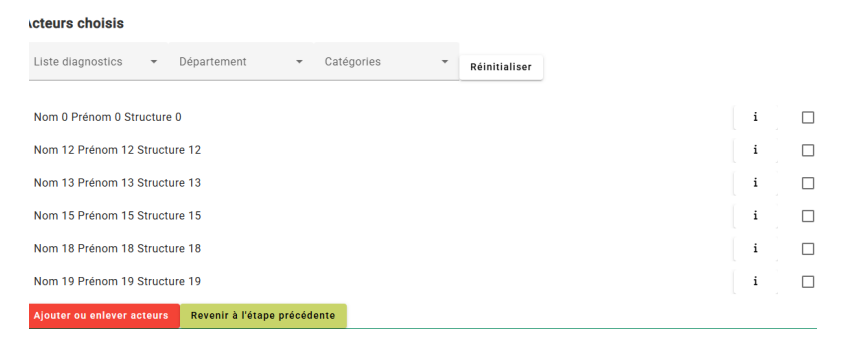 Acteurs choisis
Liste diagnostics Département Catégories Réinitialiser
Nom 0 Prénom 0 Structure 0 i
Nom 12 Prénom 12 Structure 12 i
Nom 13 Prénom 13 Structure 13 i
Nom 15 Prénom 15 Structure 15 i
Nom 18 Prénom 18 Structure 18 i
Nom 19 Prénom 19 Structure 19 i
Ajouter ou enlever acteurs Revenir à l'étape précédente